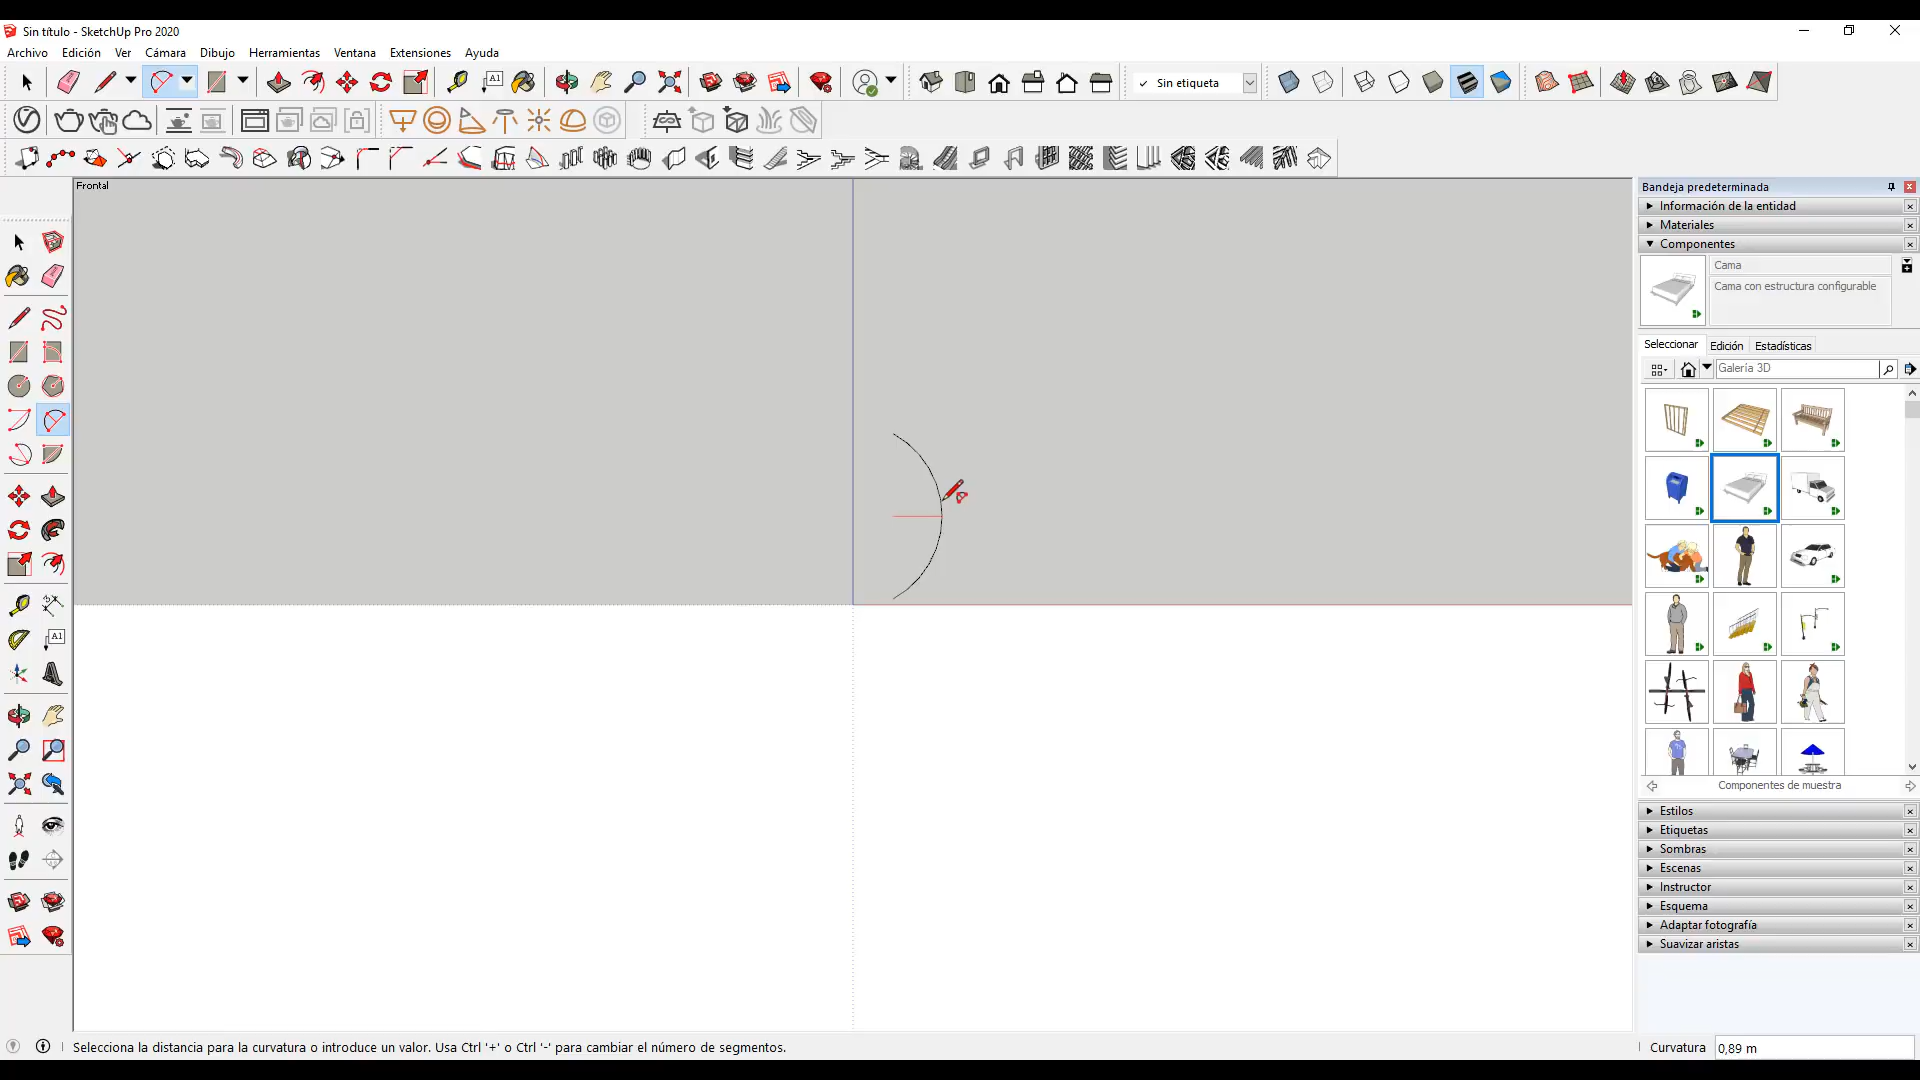 Sin título - SketchUp Pro 2020
Archivo Edición Ver Cámara Dibujo Herramientas Ventana Extensiones Ayuda
A1
Sin etiqueta
Frontal
Bandeja predeterminada
Información de la entidad
Materiales
Componentes
Cama
Cama con estructura configurable
Seleccionar Edición Estadísticas
Galería 3D
A1
Componentes de muestra
Estilos
Etiquetas
Sombras
Escenas
Instructor
Esquema
Adaptar fotografía
Suavizar aristas
Selecciona la distancia para la curvatura o introduce un valor. Usa Ctrl '+' o Ctrl '-' para cambiar el número de segmentos.
Curvatura 0,89 m